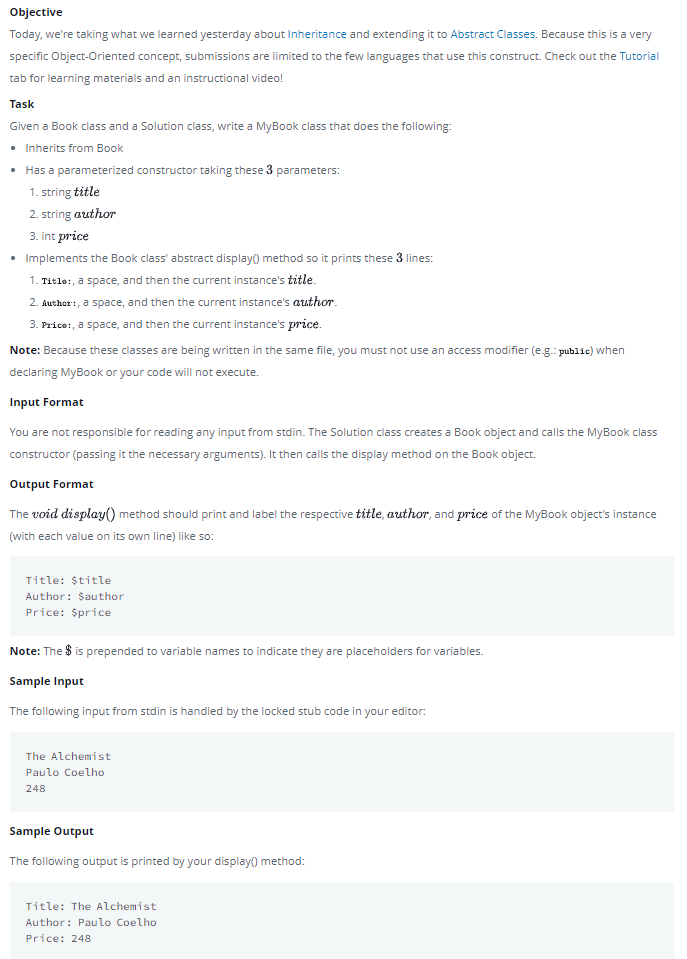 Objective
Today, we're taking what we learned yesterday about Inheritance and extending it to Abstract Classes. Because this is a very
specific Object-Oriented concept, submissions are limited to the few languages that use this construct. Check out the Tutorial
tab for learning materials and an instructional video!
Task
Given a Book class and a Solution class, write a MyBook class that does the following:
• Inherits from Book
• Has a parameterized constructor taking these 3 parameters:
1. string title
2. string author
3. int price
• Implements the Book class' abstract display() method so it prints these 3 lines:
1. Title:, a space, and then the current instance's title.
2. Author:, a space, and then the current instance's author.
3. Price:, a space, and then the current instance's price.
Note: Because these classes are being written in the same file, you must not use an access modifier (e.g.: public) when
declaring MyBook or your code will not execute.
Input Format
You are not responsible for reading any input from stdin. The Solution class creates a Book object and calls the MyBook class
constructor (passing it the necessary arguments). It then calls the display method on the Book object.
Output Format
The void display() method should print and label the respective title, author, and price of the MyBook object's instance
(with each value on its own line) like so:
Title: $title
Author: $author
Price: $price
Note: The $ is prepended to variable names to indicate they are placeholders for variables.
Sample Input
The following input from stdin is handled by the locked stub code in your editor:
The Alchemist
Paulo Coelho
248
Sample Output
The following output is printed by your display() method:
Title: The Alchemist
Author: Paulo Coelho
Price: 248